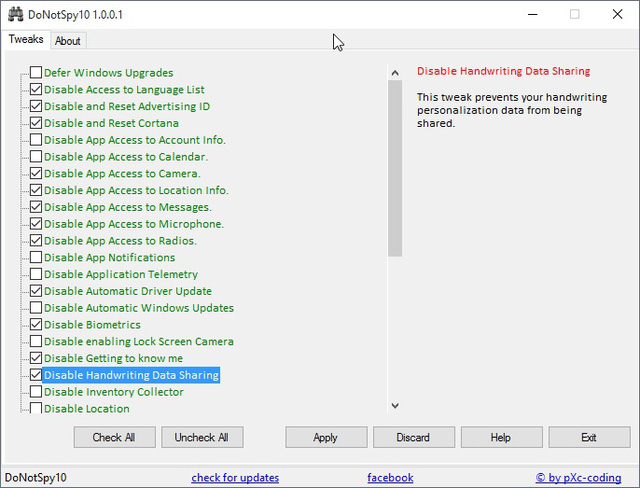 DoNotSpy10 1.0.0.1
Tweaks
About
Defer Windows Upgrades
Disable Access to Language List
Disable and Reset Advertising ID
Disable and Reset Cortana
Disable App Access to Account Info.
Disable App Access to Calendar.
Disable App Access to Camera.
Disable App Access to Location Info.
Disable App Access to Messages.
Disable App Access to Microphone.
Disable App Access to Radios.
Disable App Notifications
Disable Application Telemetry
Disable Automatic Driver Update
Disable Automatic Windows Updates
Disable Biometrics
Disable enabling Lock Screen Camera
Disable Getting to know me
Disable Handwriting Data Sharing
Disable Inventory Collector
Disable Location
Disable Handwriting Data Sharing
This tweak prevents your handwriting
personalization data from being
shared.
Check All
Uncheck All
Apply
Discard
Help
Exit
DoNotSpy10
check for updates
facebook
© by pXc-coding